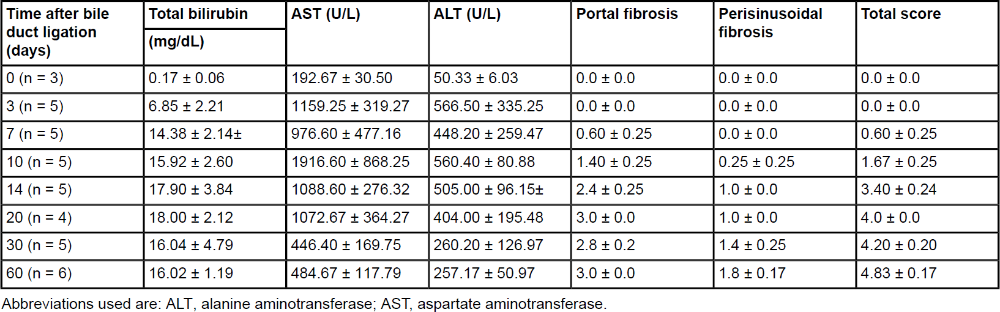 Time after bile duct ligation (days) Total bilirubin (mg/dL) AST (U/L) ALT (U/L) Portal fibrosis Perisinusoidal fibrosis Total score
0 (n = 3) 0.17 ± 0.06 192.67 ± 30.50 50.33 ± 6.03 0.0 ± 0.0 0.0 ± 0.0 0.0 ± 0.0
3 (n = 5) 6.85 ± 2.21 1159.25 ± 319.27 566.50 ± 335.25 0.0 ± 0.0 0.0 ± 0.0 0.0 ± 0.0
7 (n = 5) 14.38 ± 2.14± 976.60 ± 477.16 448.20 ± 259.47 0.60 ± 0.25 0.0 ± 0.0 0.60 ± 0.25
10 (n = 5) 15.92 ± 2.60 1916.60 ± 868.25 560.40 ± 80.88 1.40 ± 0.25 0.25 ± 0.25 1.67 ± 0.25
14 (n = 5) 17.90 ± 3.84 1088.60 ± 276.32 505.00 ± 96.15± 2.4 ± 0.25 1.0 ± 0.0 3.40 ± 0.24
20 (n = 4) 18.00 ± 2.12 1072.67 ± 364.27 404.00 ± 195.48 3.0 ± 0.0 1.0 ± 0.0 4.0 ± 0.0
30 (n = 5) 16.04 ± 4.79 446.40 ± 169.75 260.20 ± 126.97 2.8 ± 0.2 1.4 ± 0.25 4.20 ± 0.20
60 (n = 6) 16.02 ± 1.19 484.67 ± 117.79 257.17 ± 50.97 3.0 ± 0.0 1.8 ± 0.17 4.83 ± 0.17
Abbreviations used are: ALT, alanine aminotransferase; AST, aspartate aminotransferase.